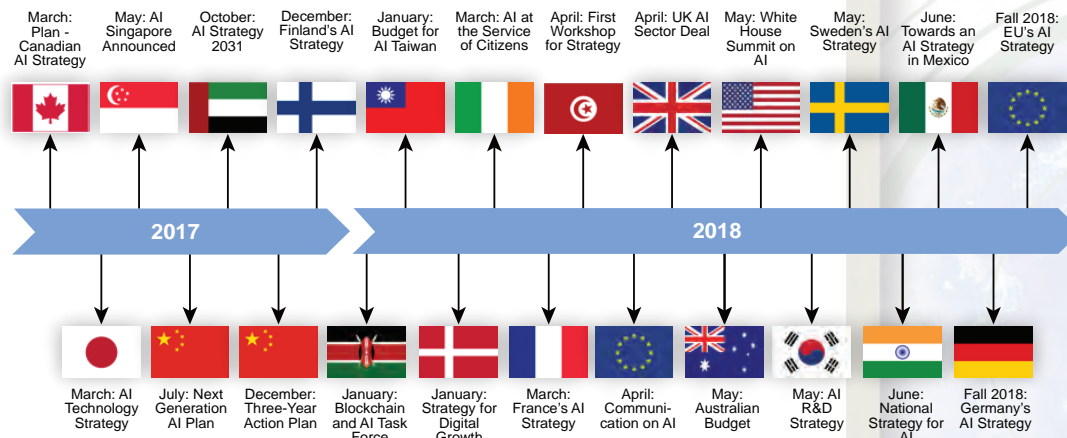 March:
Plan -
Canadian
AI Strategy
May: AI
Singapore
Announced
October:
AI Strategy
2031
December:
Finland's AI
Strategy
January:
Budget for
AI Taiwan
March: AI at
the Service
of Citizens
April: First
Workshop
for Strategy
April: UK AI
Sector Deal
May: White
House
Summit on
AI
May:
Sweden's AI
Strategy
June:
Towards an
AI Strategy
in Mexico
Fall 2018:
EU's AI
Strategy
2017
2018
March: AI
Technology
Strategy
July: Next
Generation
AI Plan
December:
Three-Year
Action Plan
January:
Blockchain
and AI Task
Force
January:
Strategy for
Digital
Growth
March:
France's AI
Strategy
April:
Communi-
cation on AI
May:
Australian
Budget
May: AI
R&D
Strategy
June:
National
Strategy for
AI
Fall 2018:
Germany's
AI Strategy